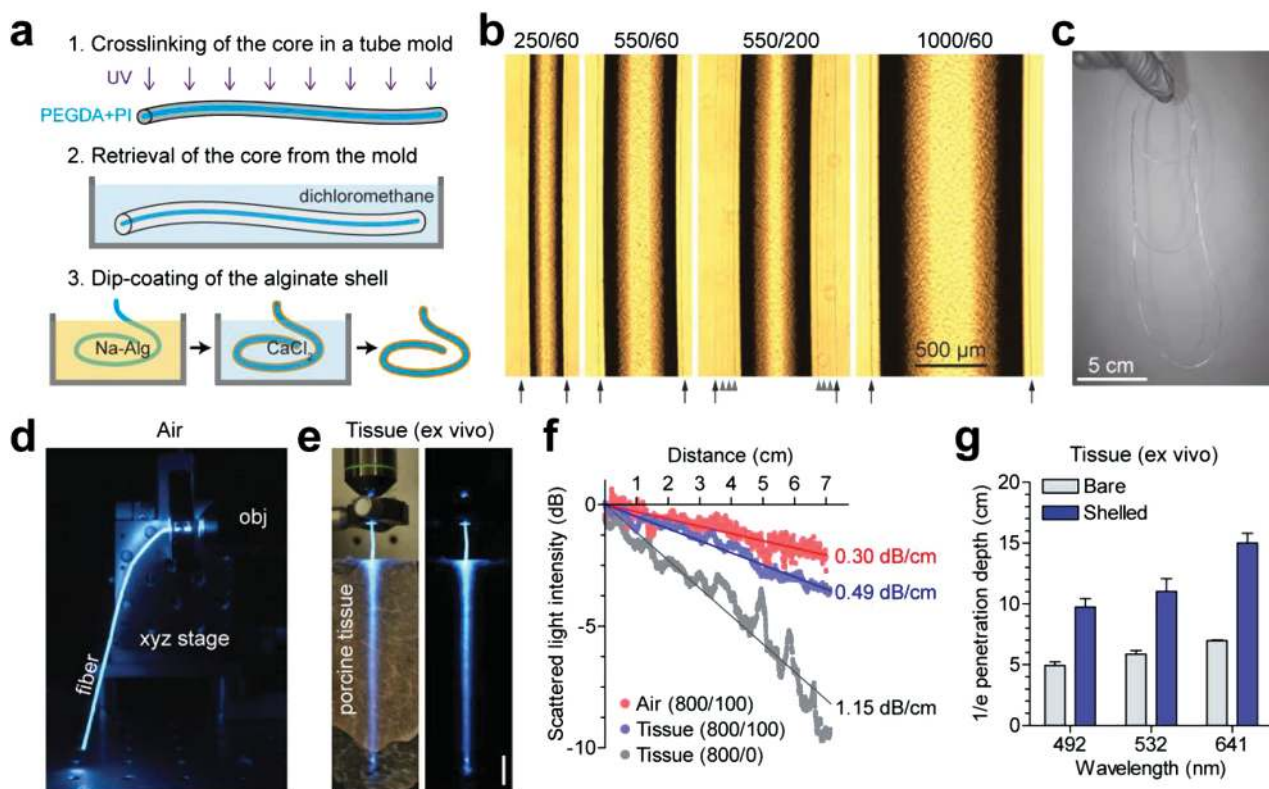 a
1. Crosslinking of the core in a tube mold
UV
PEGDA+PI
2. Retrieval of the core from the mold
dichloromethane
3. Dip-coating of the alginate shell
Na-Alg
CaCl₂
b
250/60
550/60
550/200
1000/60
500 µm
c
5 cm
d
Air
obj
xyz stage
fiber
e
Tissue (ex vivo)
porcine tissue
f
Distance (cm)
1 2 3 4 5 6 7
Scattered light intensity (dB)
0
-5
-10
0.30 dB/cm
0.49 dB/cm
1.15 dB/cm
Air (800/100)
Tissue (800/100)
Tissue (800/0)
g
Tissue (ex vivo)
Bare
Shelled
1/e penetration depth (cm)
20
15
10
5
0
492 532 641
Wavelength (nm)